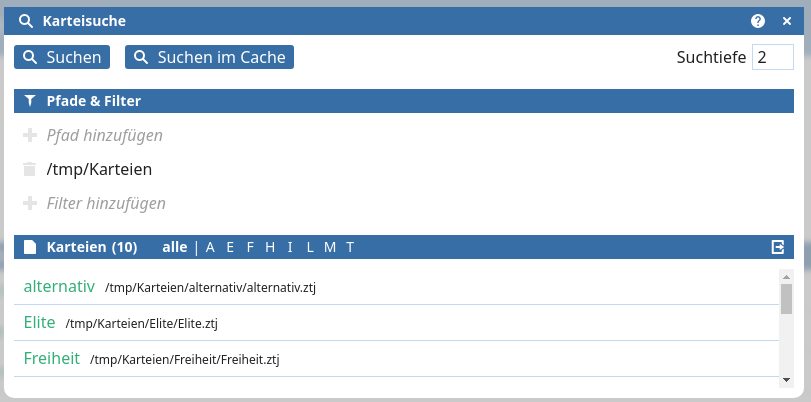 Karteisuche
Suchen Suchen im Cache Suchtiefe 2
Pfade & Filter
Pfad hinzufügen
/tmp/Karteien
Filter hinzufügen
Karteien (10) alle | A E F H I L M T
alternativ /tmp/Karteien/alternativ/alternativ.ztj
Elite /tmp/Karteien/Elite/Elite.ztj
Freiheit /tmp/Karteien/Freiheit/Freiheit.ztj